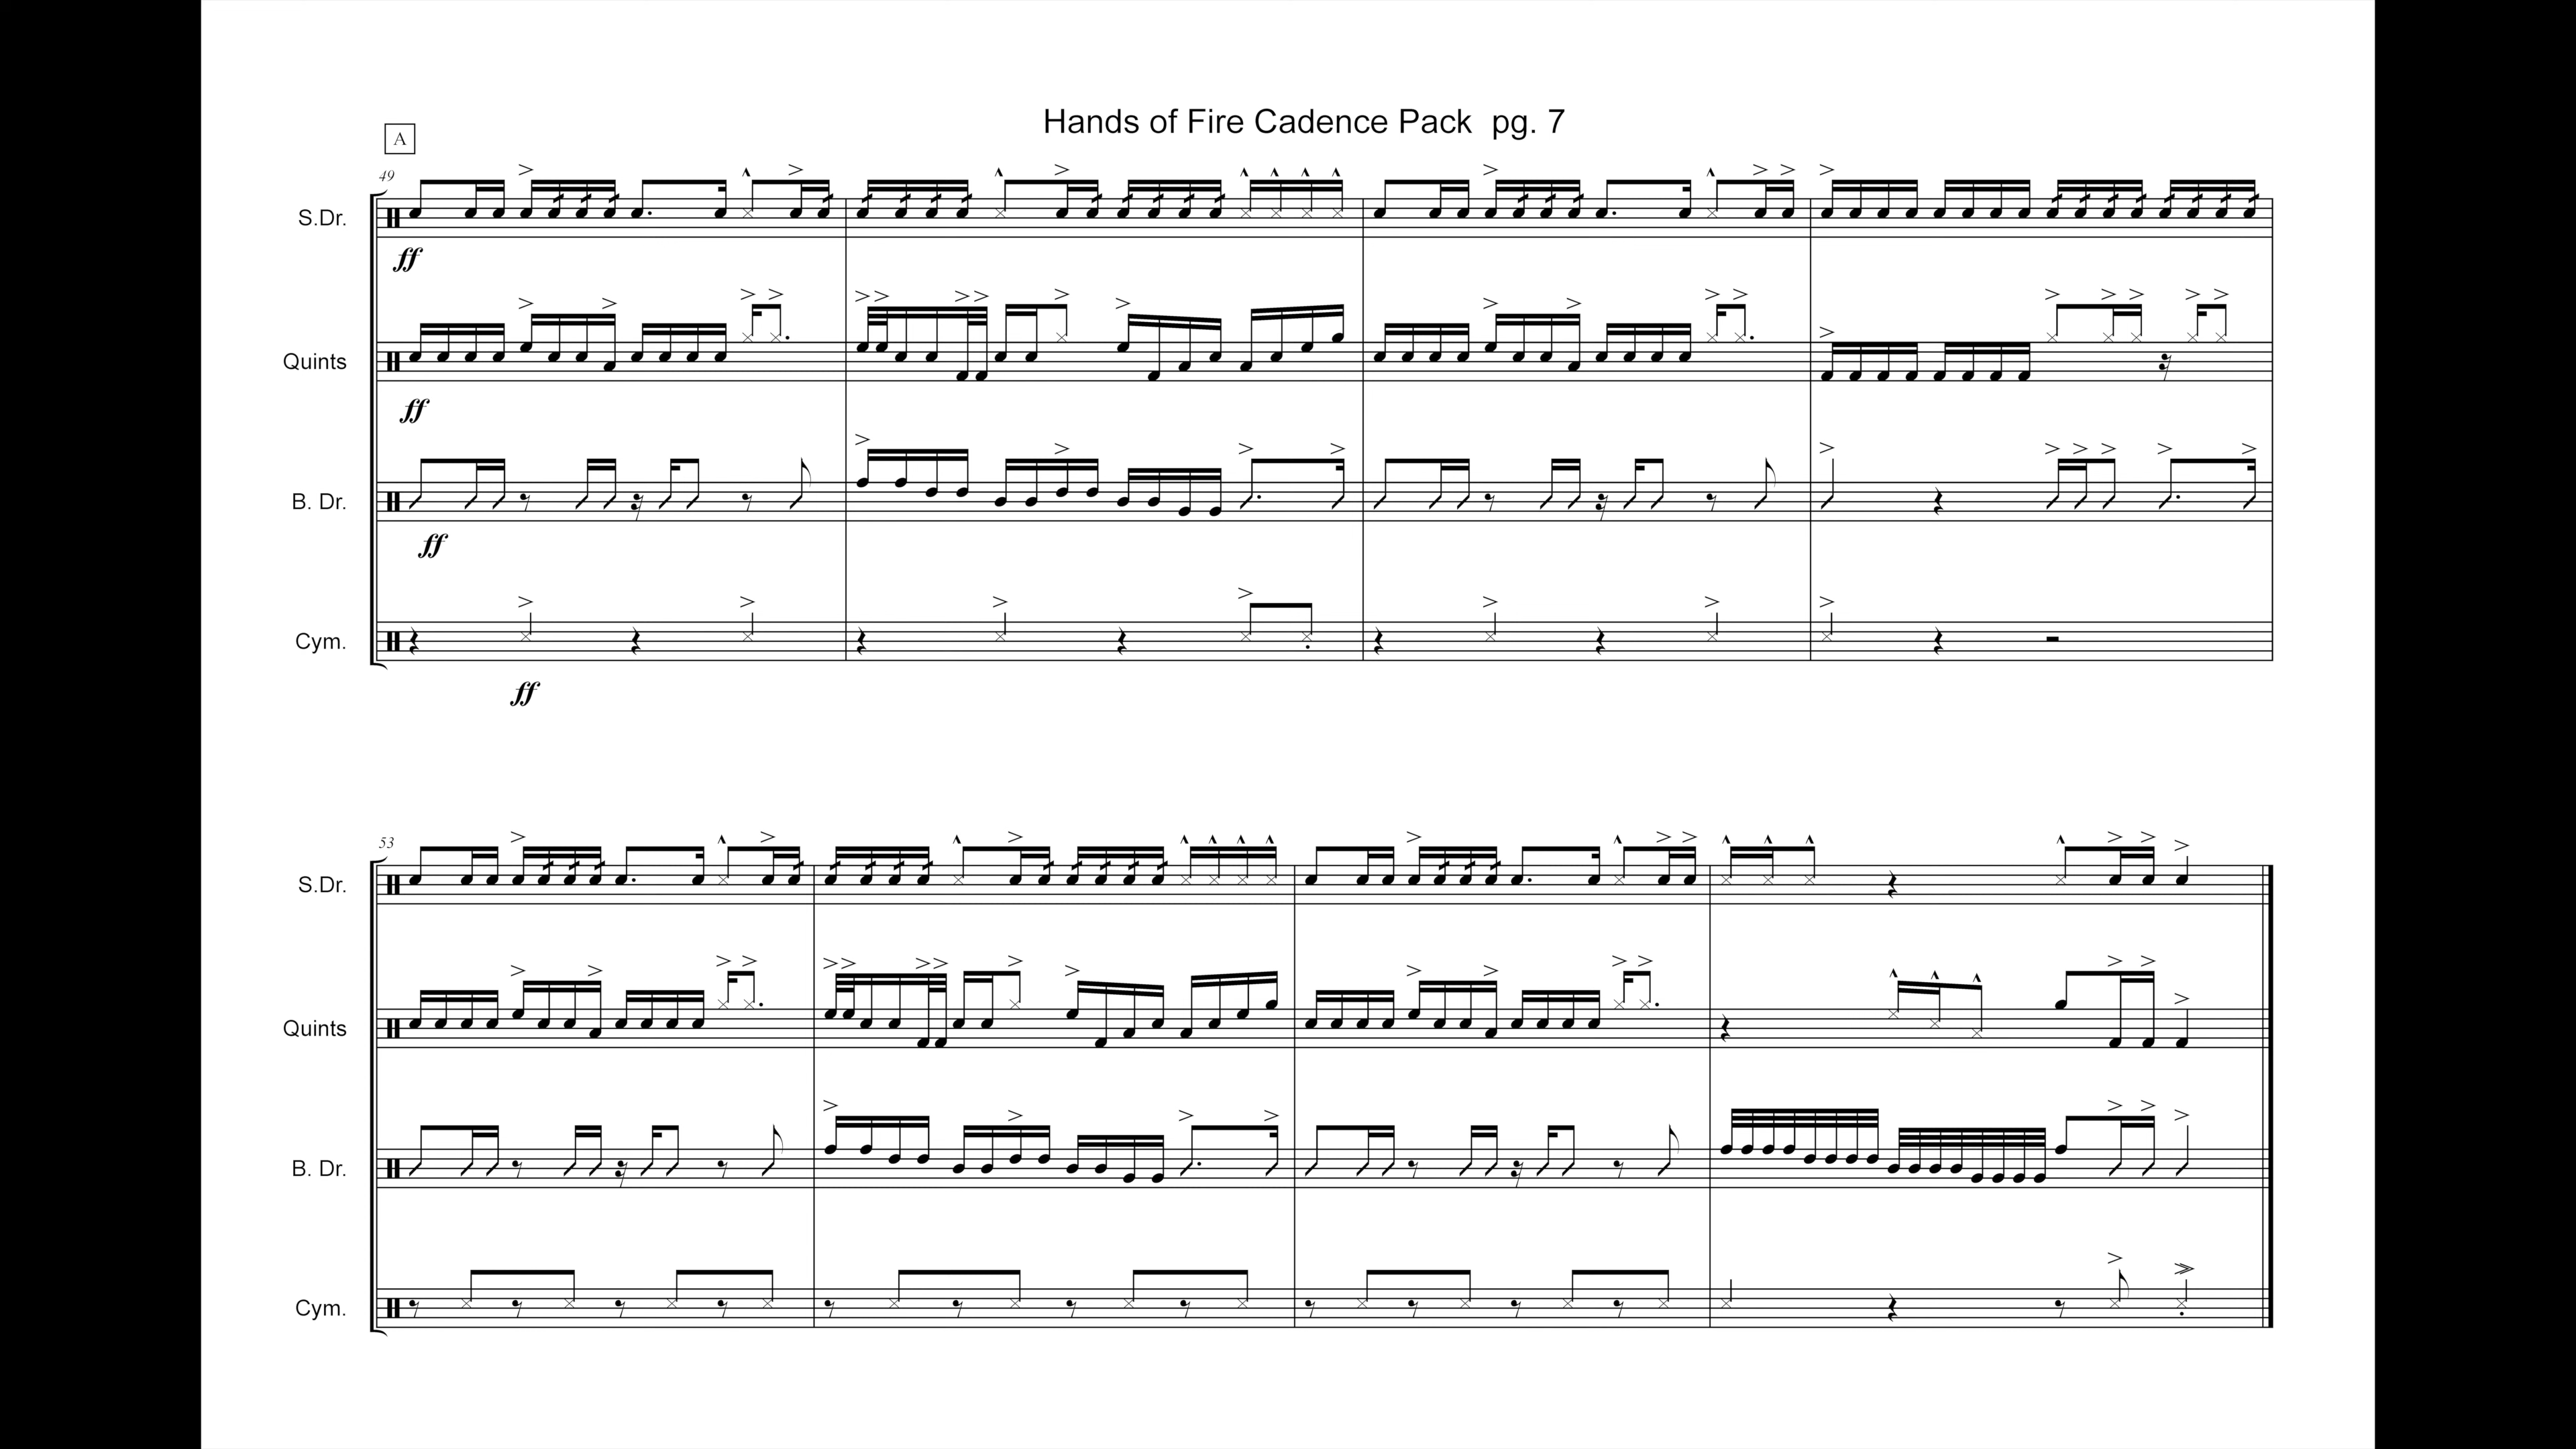 Hands of Fire Cadence Pack pg. 7
A
49
S.Dr.
ff
Quints
ff
B. Dr.
ff
Cym.
ff
53
S.Dr.
Quints
B. Dr.
Cym.